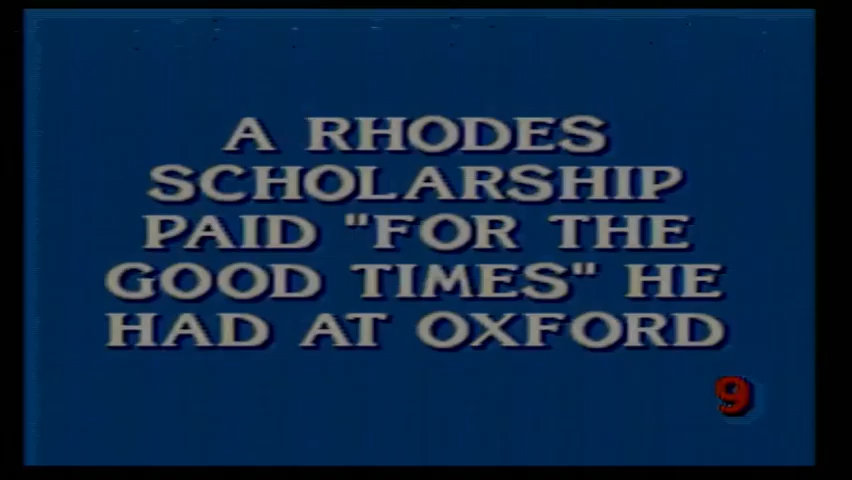 A RHODES
SCHOLARSHIP
PAID "FOR THE
GOOD TIMES" HE
HAD AT OXFORD
9